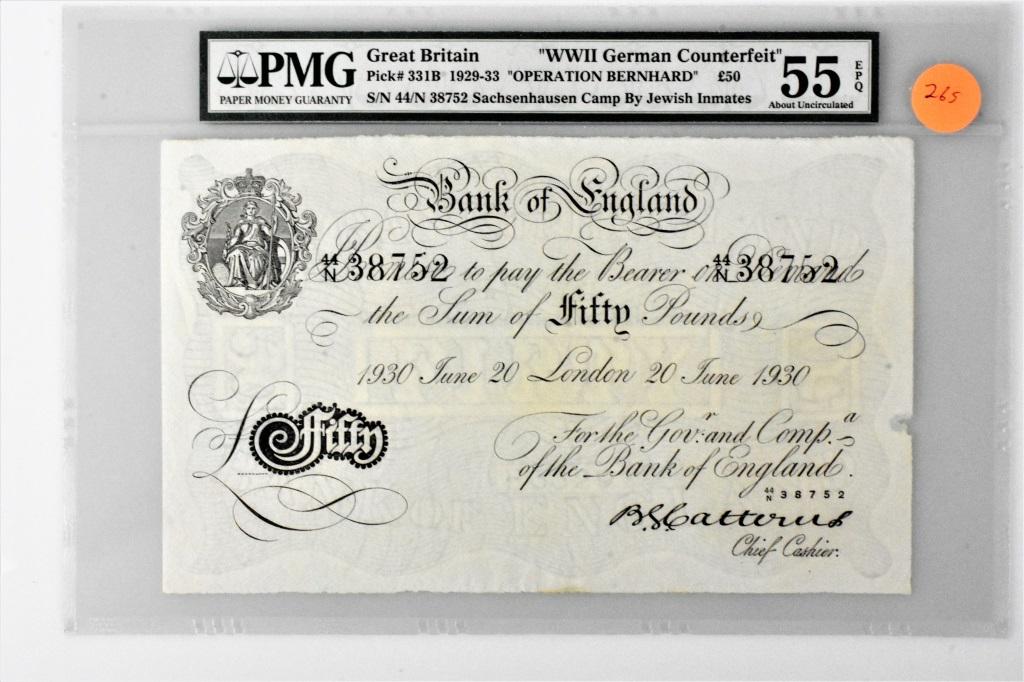 PMG
PAPER MONEY GUARANTY
Great Britain "WWII German Counterfeit"
Pick# 331B 1929-33 "OPERATION BERNHARD" £50
S/N 44/N 38752 Sachsenhausen Camp By Jewish Inmates
55 EPQ
About Uncirculated
265
Bank of England
44/N 38752 to pay the Bearer on Demand 44/N 38752
the Sum of Fifty Pounds
1930 June 20 London 20 June 1930
For the Gov.r and Comp.a
of the Bank of England.
44/N 38752
£ Fifty
B.G. Catterns
Chief Cashier.